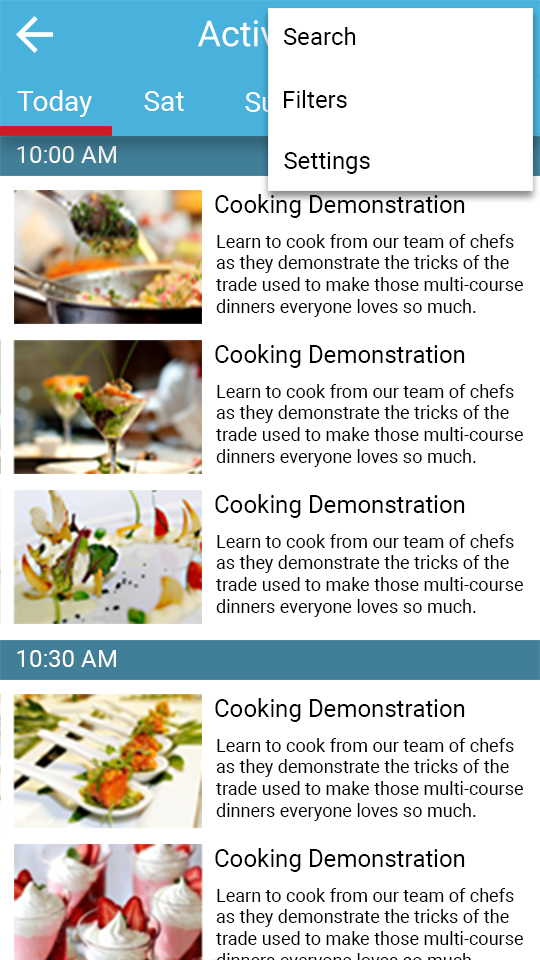 Activ
Search
Today
Sat
Su
Filters
Settings
10:00 AM
Cooking Demonstration
Learn to cook from our team of chefs
as they demonstrate the tricks of the
trade used to make those multi-course
dinners everyone loves so much.
Cooking Demonstration
Learn to cook from our team of chefs
as they demonstrate the tricks of the
trade used to make those multi-course
dinners everyone loves so much.
Cooking Demonstration
Learn to cook from our team of chefs
as they demonstrate the tricks of the
trade used to make those multi-course
dinners everyone loves so much.
10:30 AM
Cooking Demonstration
Learn to cook from our team of chefs
as they demonstrate the tricks of the
trade used to make those multi-course
dinners everyone loves so much.
Cooking Demonstration
Learn to cook from our team of chefs
as they demonstrate the tricks of the
trade used to make those multi-course
dinners everyone loves so much.